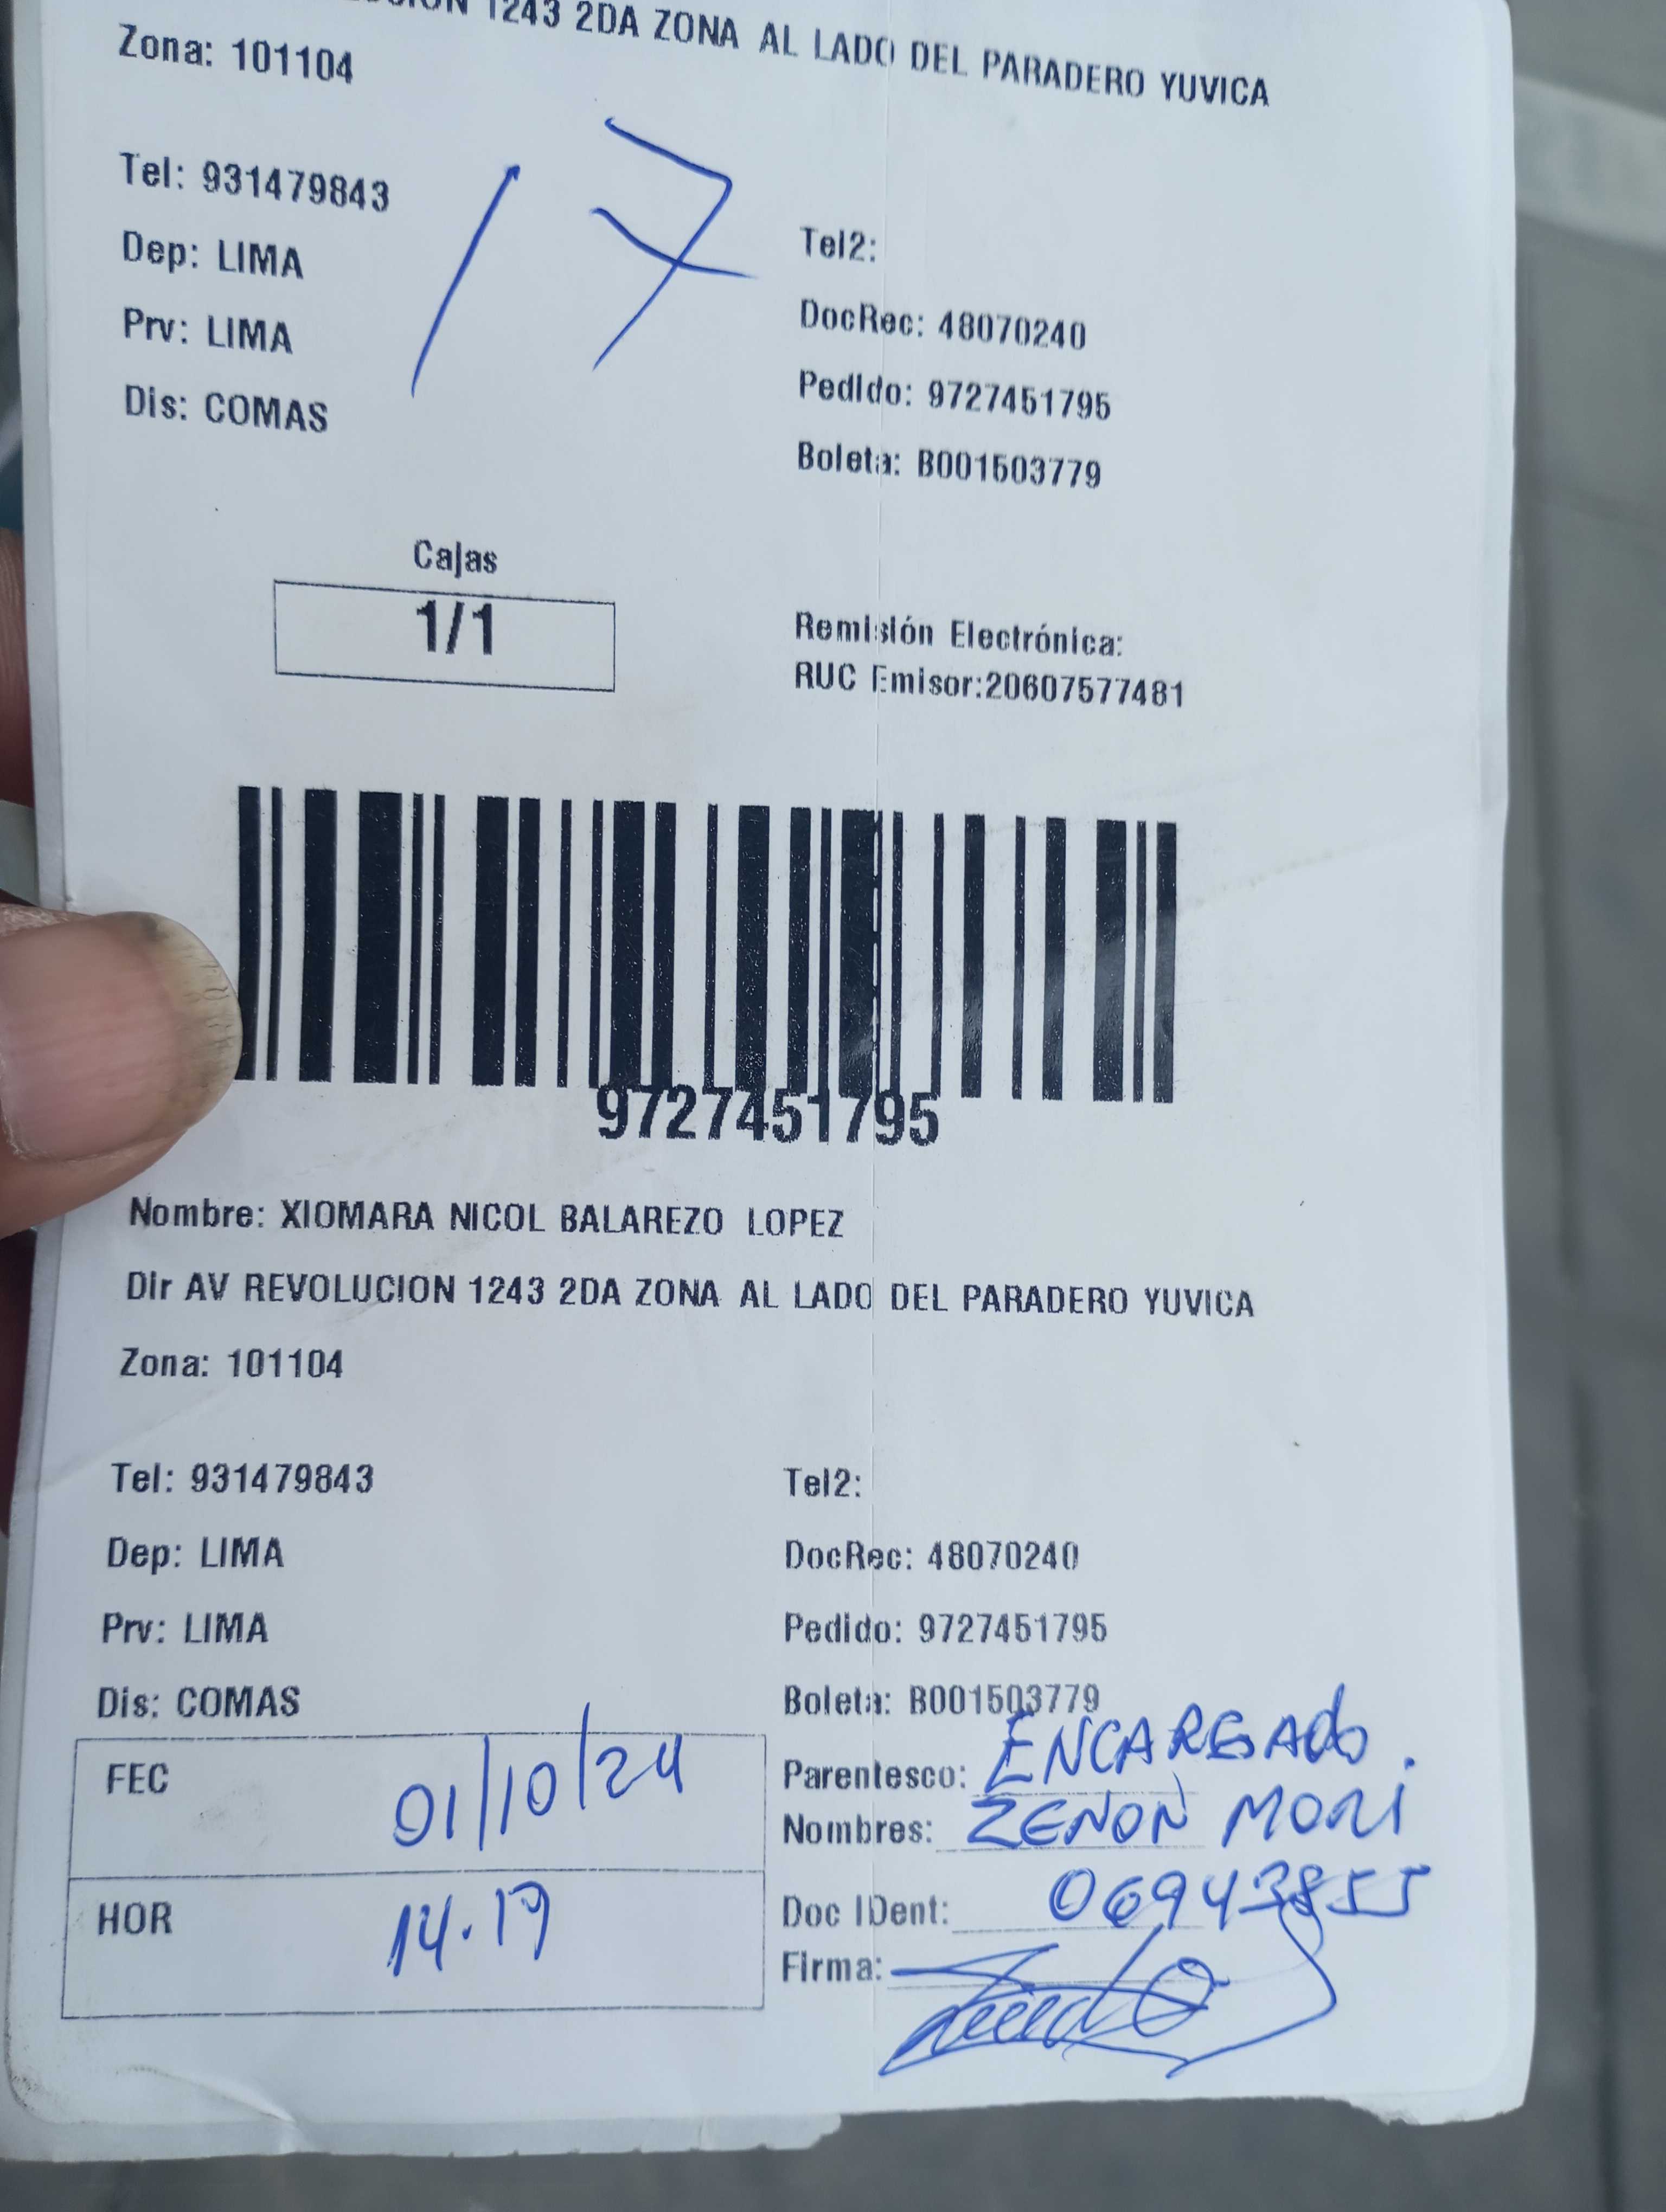 1243 2DA ZONA AL LADO DEL PARADERO YUVICA
Zona: 101104
17
Tel: 931479843
Dep: LIMA
Prv: LIMA
Dis: COMAS
Tel2:
DocRec: 48070240
Pedido: 9727451795
Boleta: B001503779
Cajas
1/1
Remisión Electrónica:
RUC Emisor:20607577481
9727451795
Nombre: XIOMARA NICOL BALAREZO LOPEZ
Dir AV REVOLUCION 1243 2DA ZONA AL LADO DEL PARADERO YUVICA
Zona: 101104
Tel: 931479843
Dep: LIMA
Prv: LIMA
Dis: COMAS
Tel2:
DocRec: 48070240
Pedido: 9727451795
Boleta: B001503779
FEC 01/10/24
HOR 14.19
Parentesco: ENCARGADO.
Nombres: ZENON MORI
Doc IDent: 06943855
Firma: